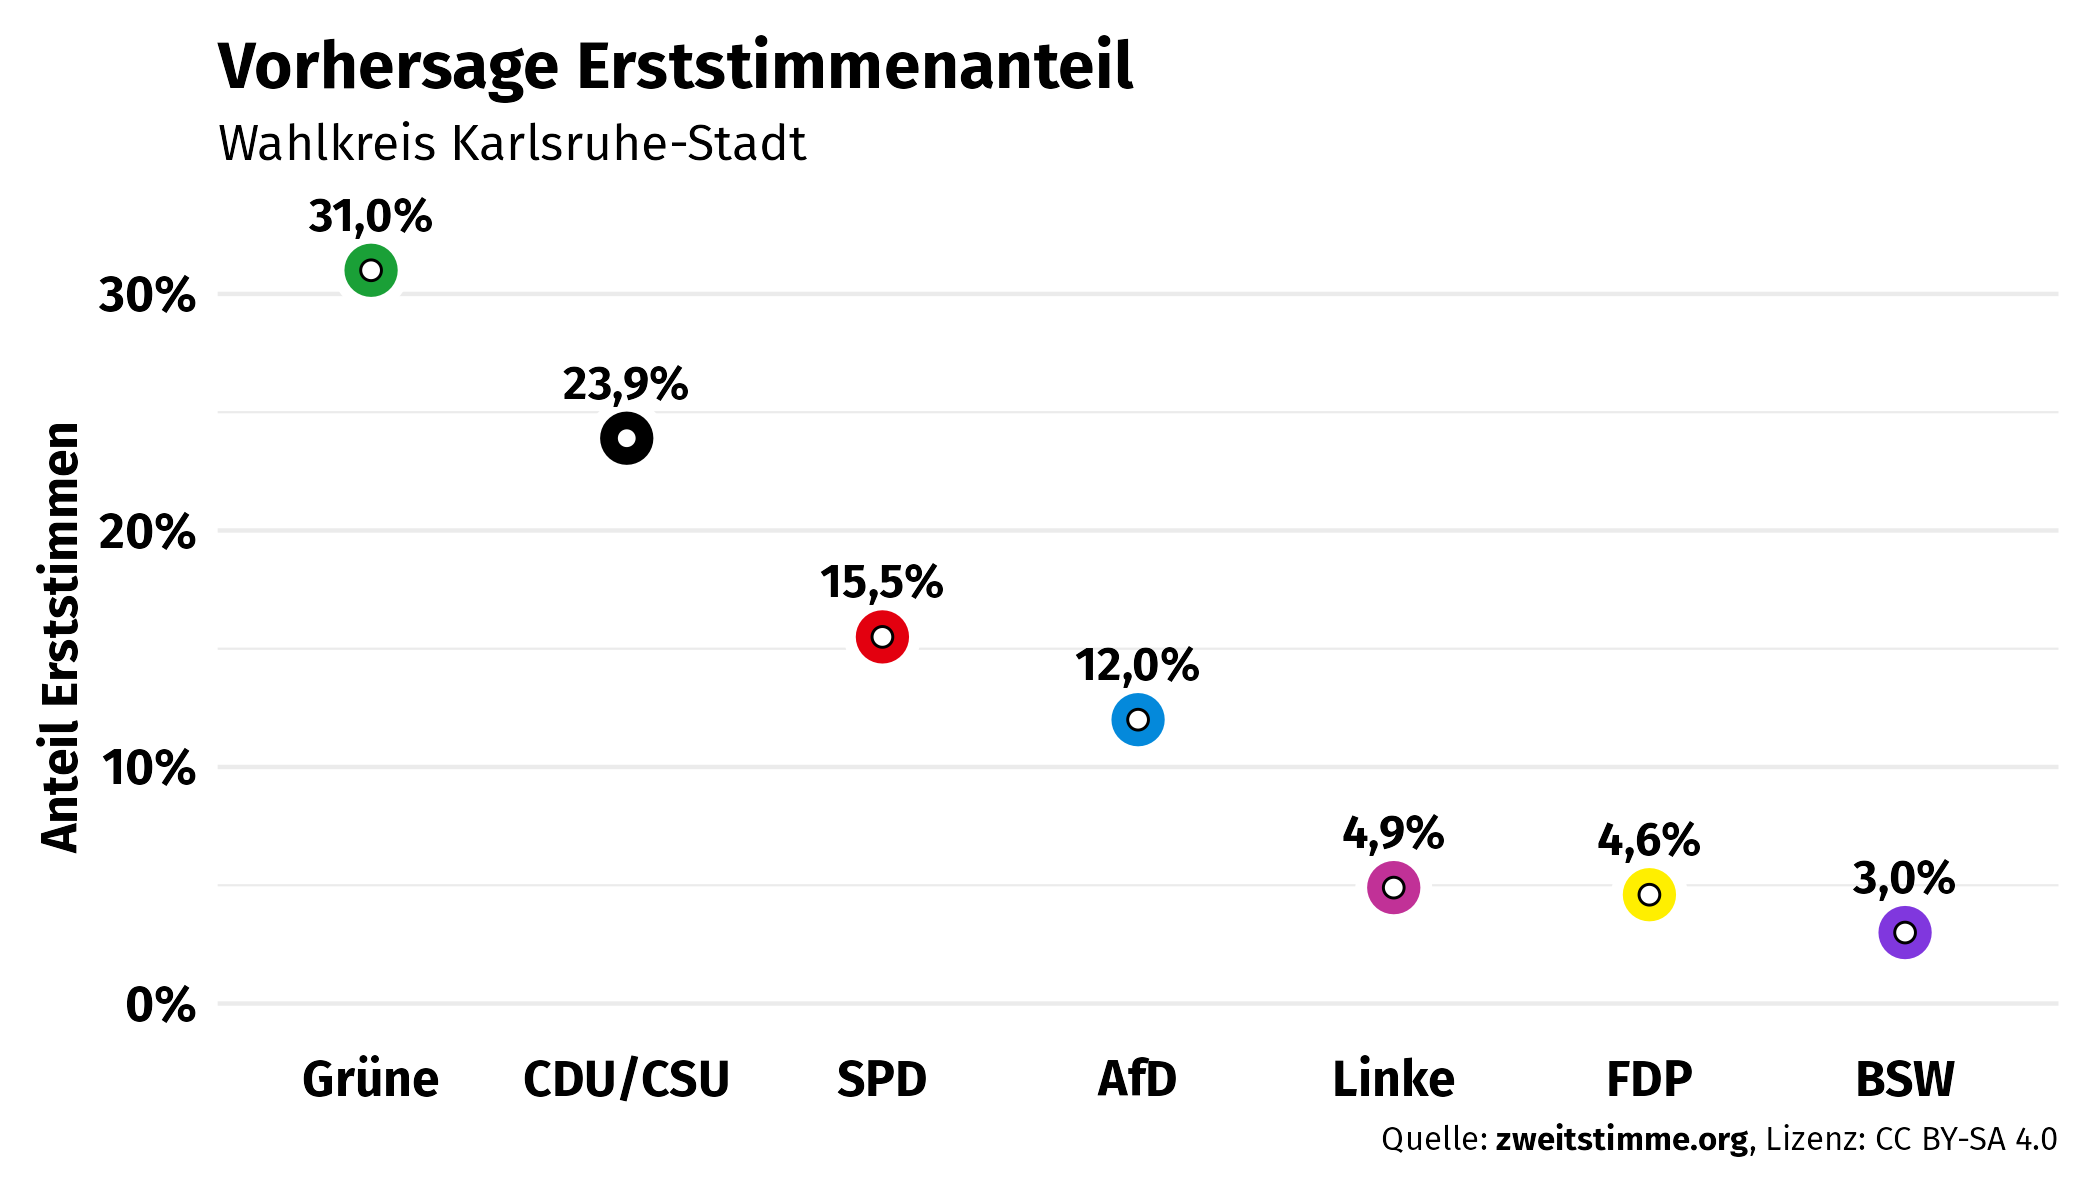 Vorhersage Erststimmenanteil
Wahlkreis Karlsruhe-Stadt
Anteil Erststimmen
30%
20%
10%
0%
31,0%
23,9%
15,5%
12,0%
4,9%
4,6%
3,0%
Grüne CDU/CSU SPD AfD Linke FDP BSW
Quelle: zweitstimme.org, Lizenz: CC BY-SA 4.0